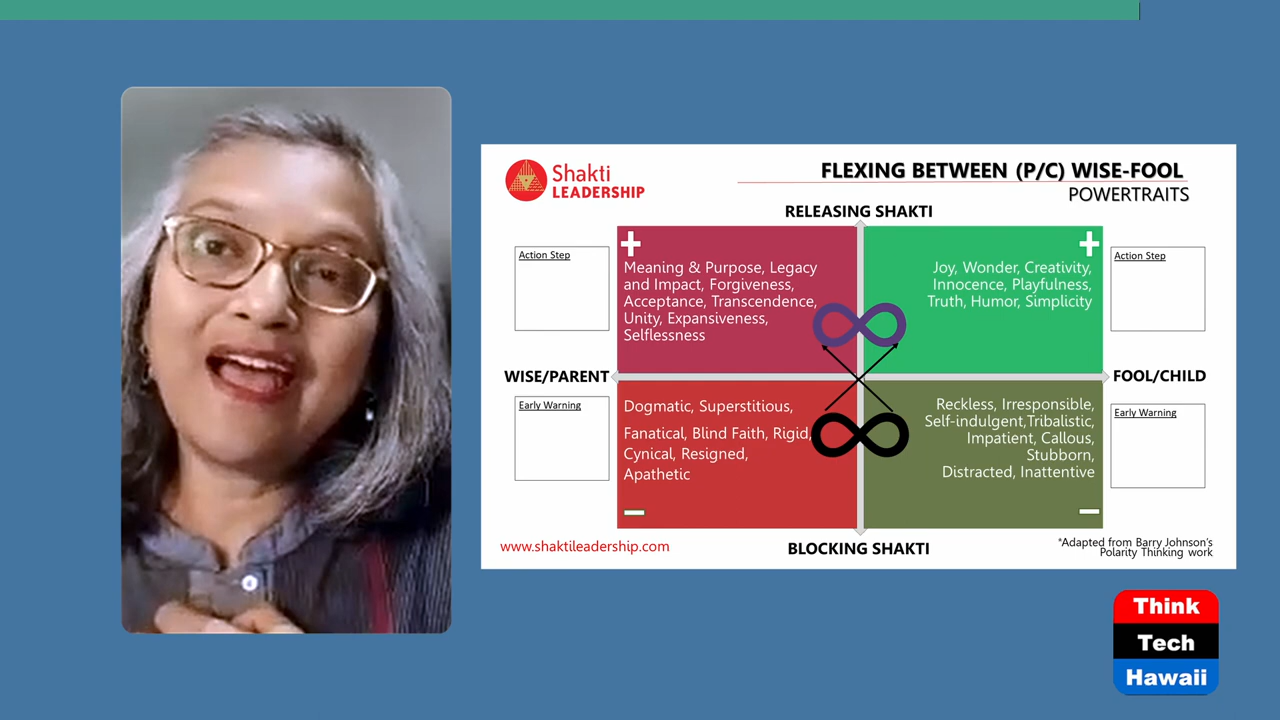 Shakti
LEADERSHIP
FLEXING BETWEEN (P/C) WISE-FOOL
POWERTRAITS
RELEASING SHAKTI
Action Step
+
Meaning & Purpose, Legacy
and Impact, Forgiveness,
Acceptance, Transcendence,
Unity, Expansiveness,
Selflessness
+
Joy, Wonder, Creativity,
Innocence, Playfulness,
Truth, Humor, Simplicity
Action Step
WISE/PARENT
FOOL/CHILD
Early Warning
Dogmatic, Superstitious,
Fanatical, Blind Faith, Rigid,
Cynical, Resigned,
Apathetic
−
Reckless, Irresponsible,
Self-indulgent,Tribalistic,
Impatient, Callous,
Stubborn,
Distracted, Inattentive
−
Early Warning
www.shaktileadership.com
BLOCKING SHAKTI
*Adapted from Barry Johnson's
Polarity Thinking work
Think
Tech
Hawaii